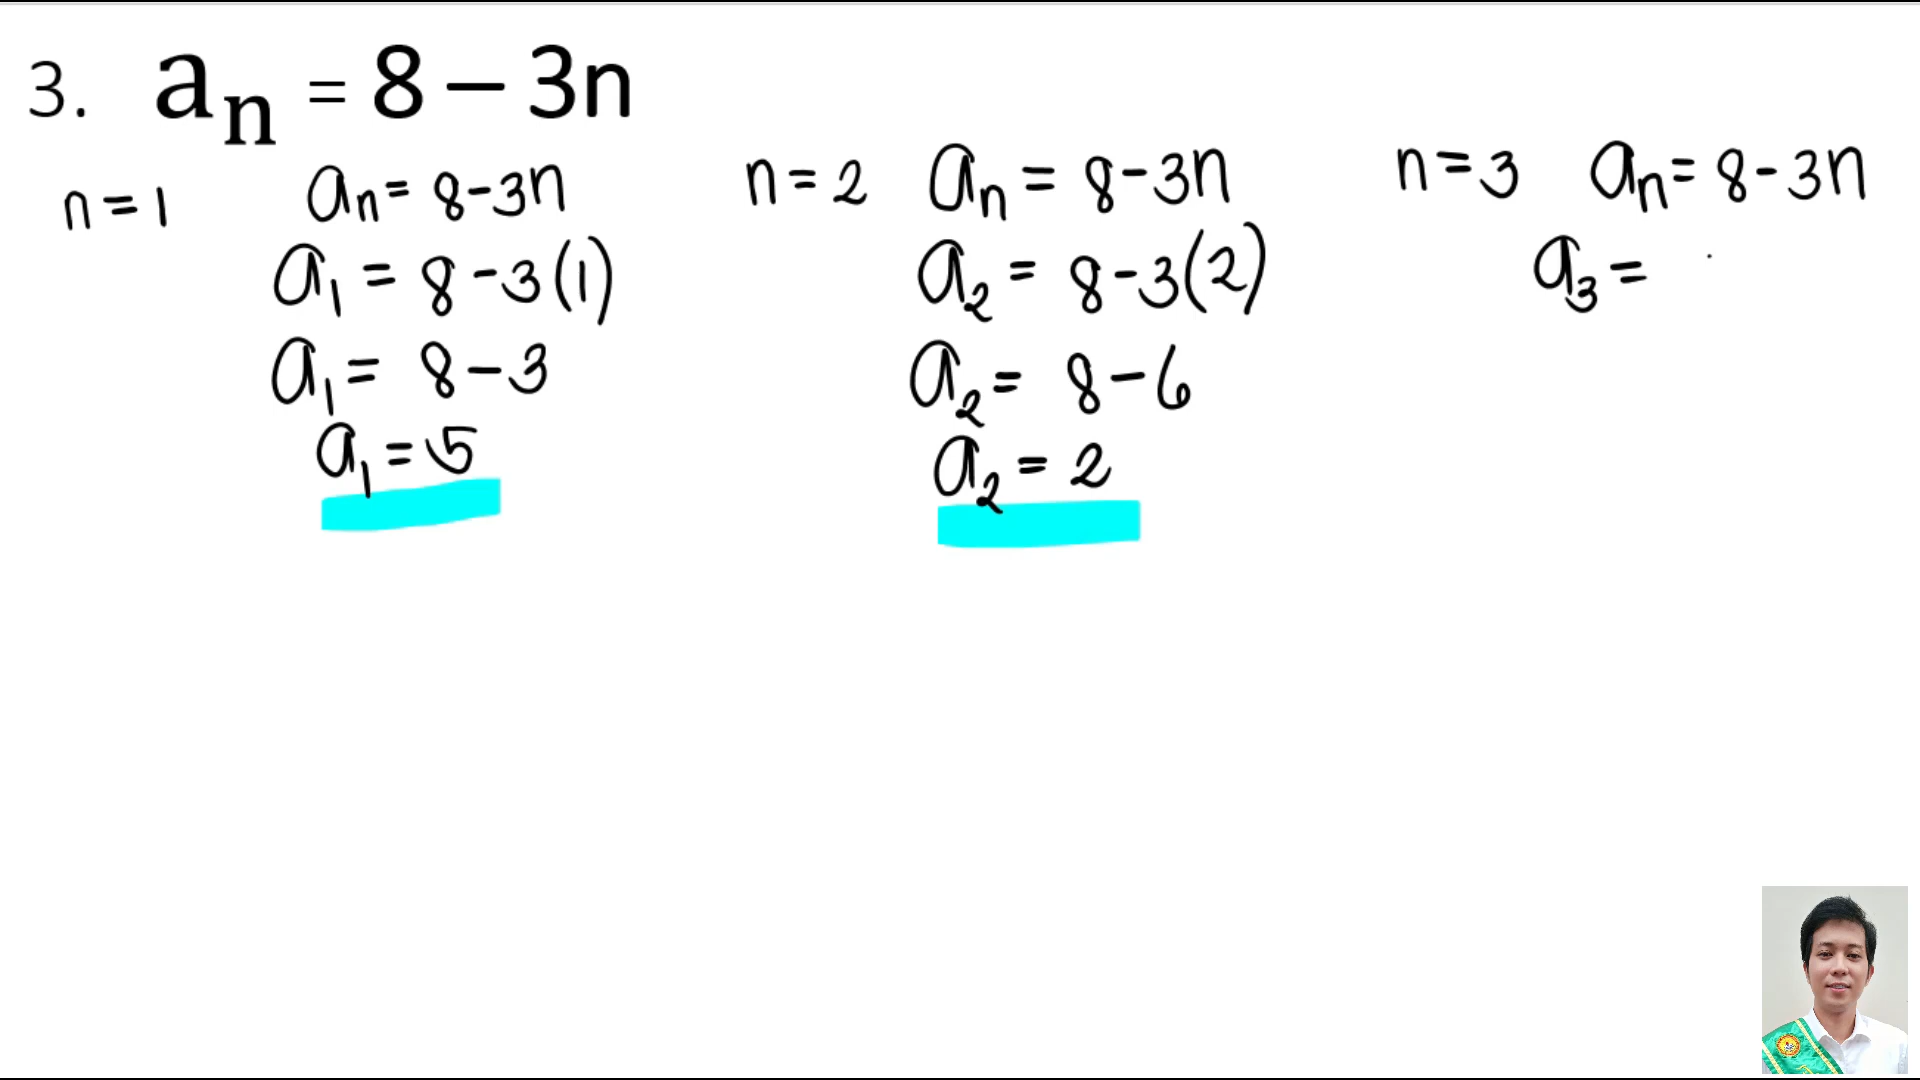 3. aₙ = 8 – 3n
n = 1 aₙ = 8 - 3n
a₁ = 8 - 3(1)
a₁ = 8 - 3
a₁ = 5
n = 2 aₙ = 8 - 3n
a₂ = 8 - 3(2)
a₂ = 8 - 6
a₂ = 2
n = 3 aₙ = 8 - 3n
a₃ =